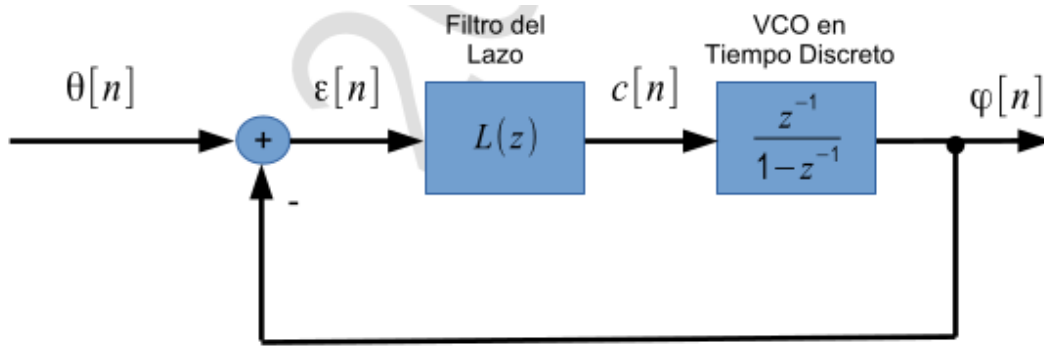 Filtro del
Lazo
VCO en
Tiempo Discreto
θ[n]
+
-
ε[n]
L(z)
c[n]
z⁻¹
1−z⁻¹
φ[n]